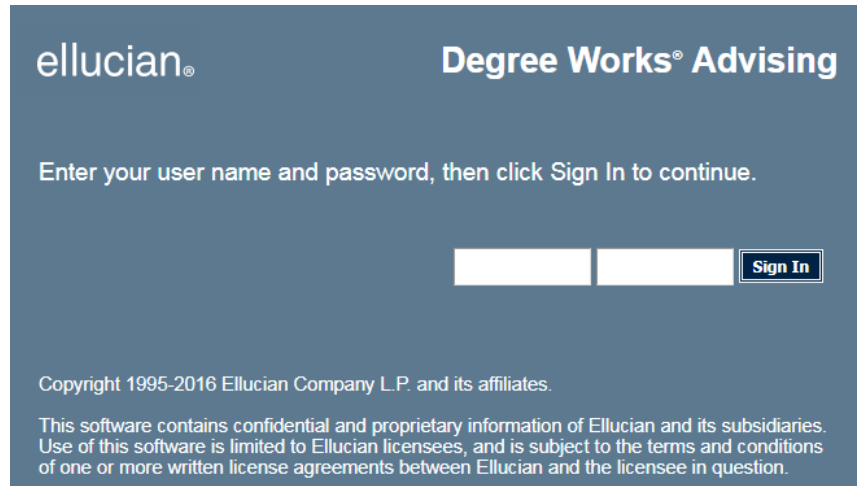 ellucian®
Degree Works® Advising
Enter your user name and password, then click Sign In to continue.
Sign In
Copyright 1995-2016 Ellucian Company L.P. and its affiliates.
This software contains confidential and proprietary information of Ellucian and its subsidiaries.
Use of this software is limited to Ellucian licensees, and is subject to the terms and conditions
of one or more written license agreements between Ellucian and the licensee in question.